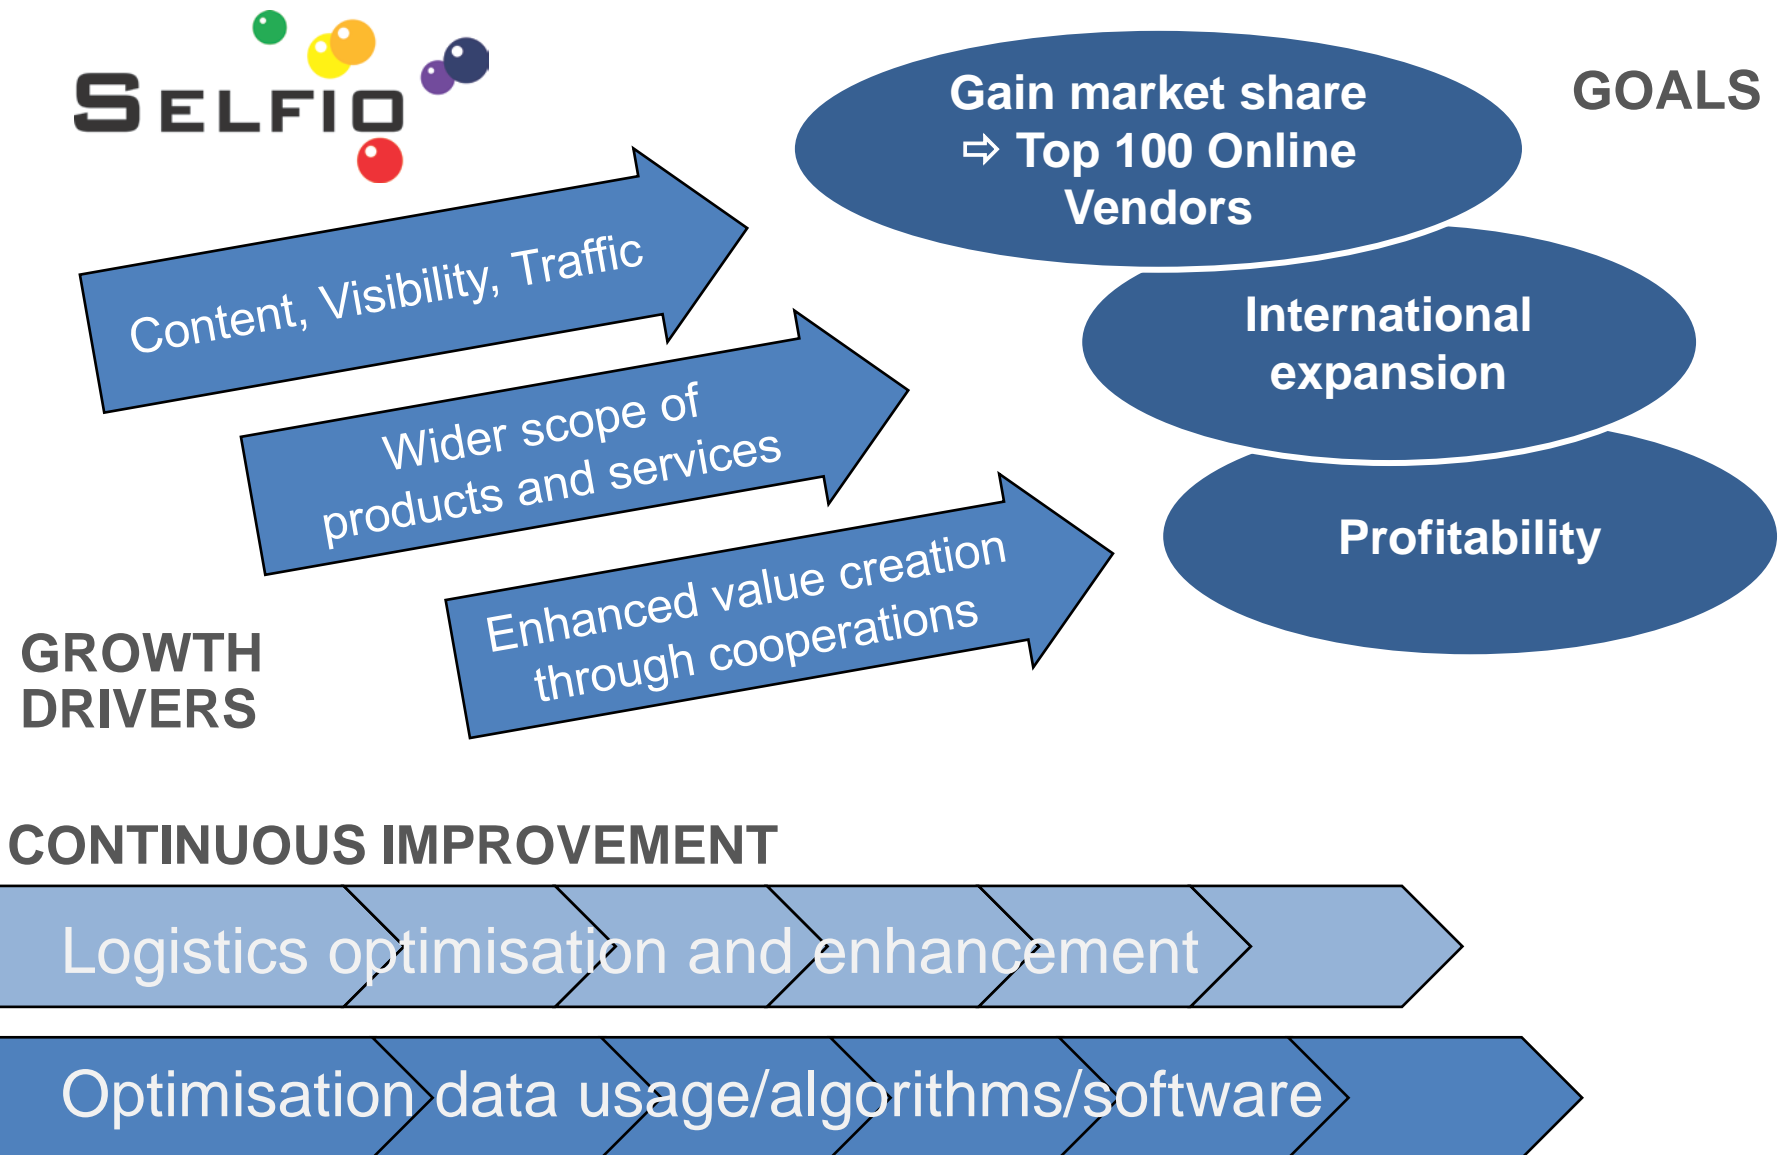 SELFIO
GOALS
Gain market share
⇨ Top 100 Online
Vendors
International
expansion
Profitability
Content, Visibility, Traffic
Wider scope of
products and services
Enhanced value creation
through cooperations
GROWTH
DRIVERS
CONTINUOUS IMPROVEMENT
Logistics optimisation and enhancement
Optimisation data usage/algorithms/software